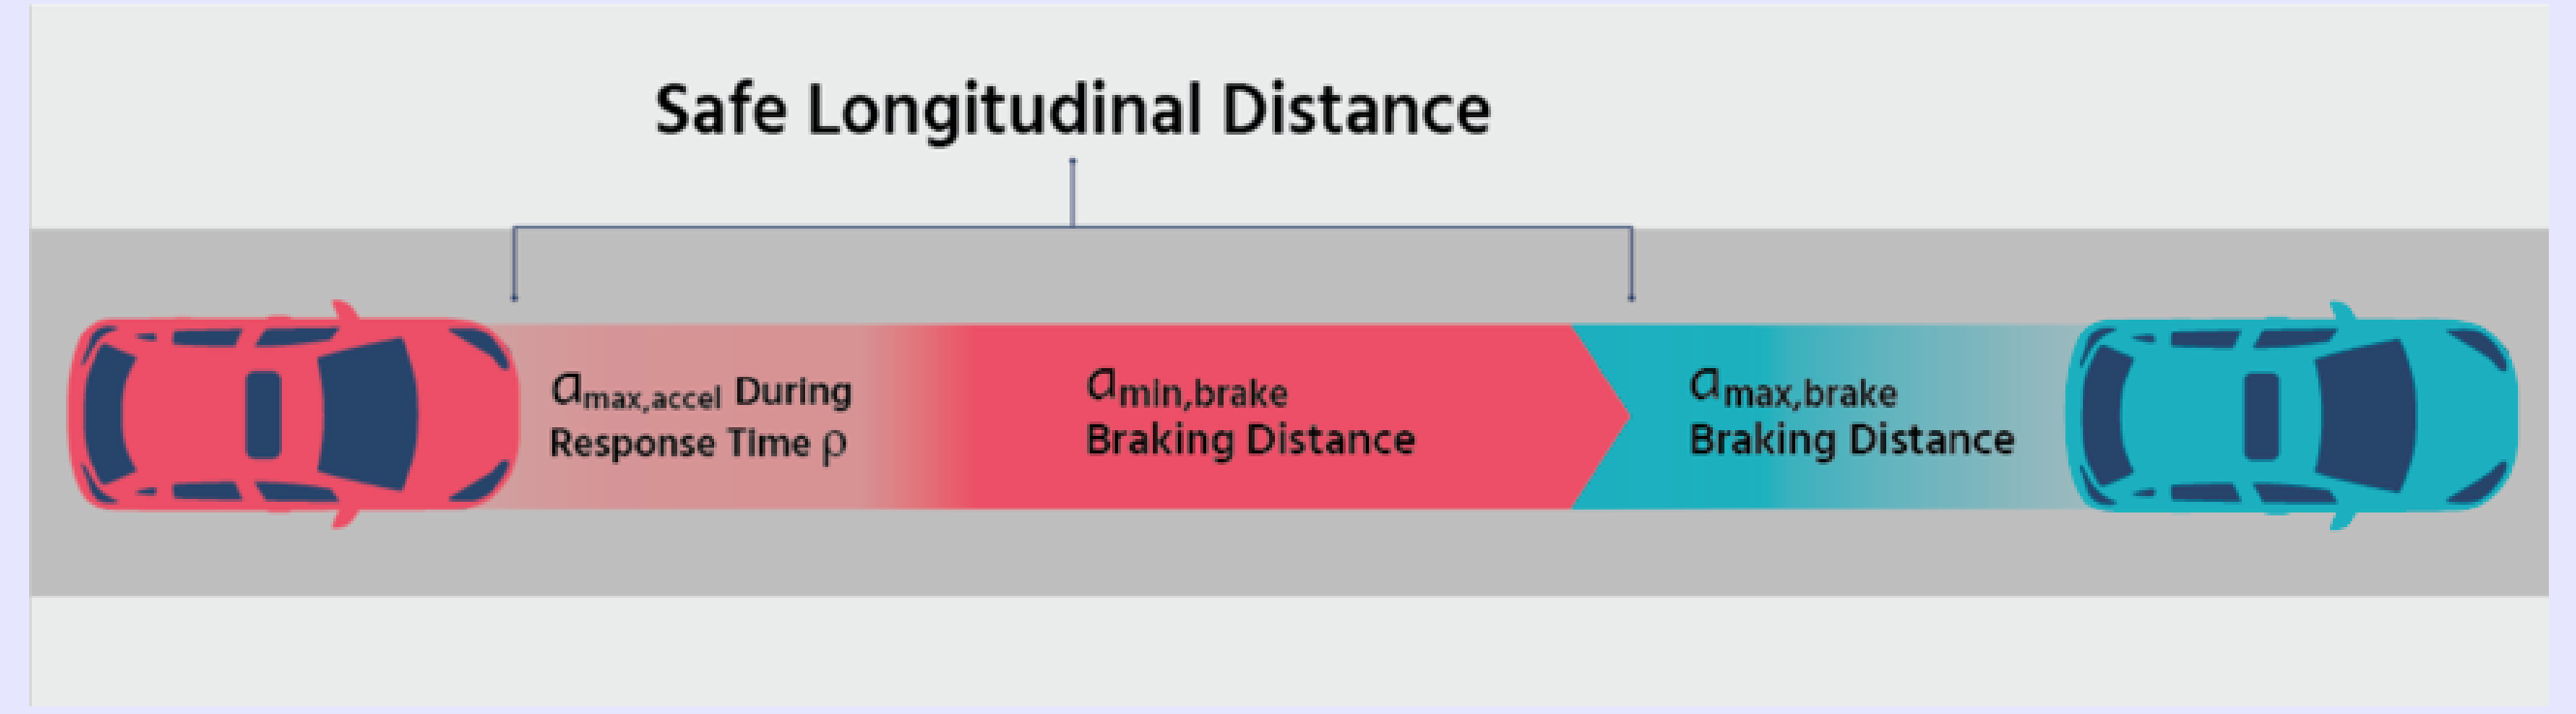 Safe Longitudinal Distance
amax,accel During
Response Time ρ
amin,brake
Braking Distance
amax,brake
Braking Distance